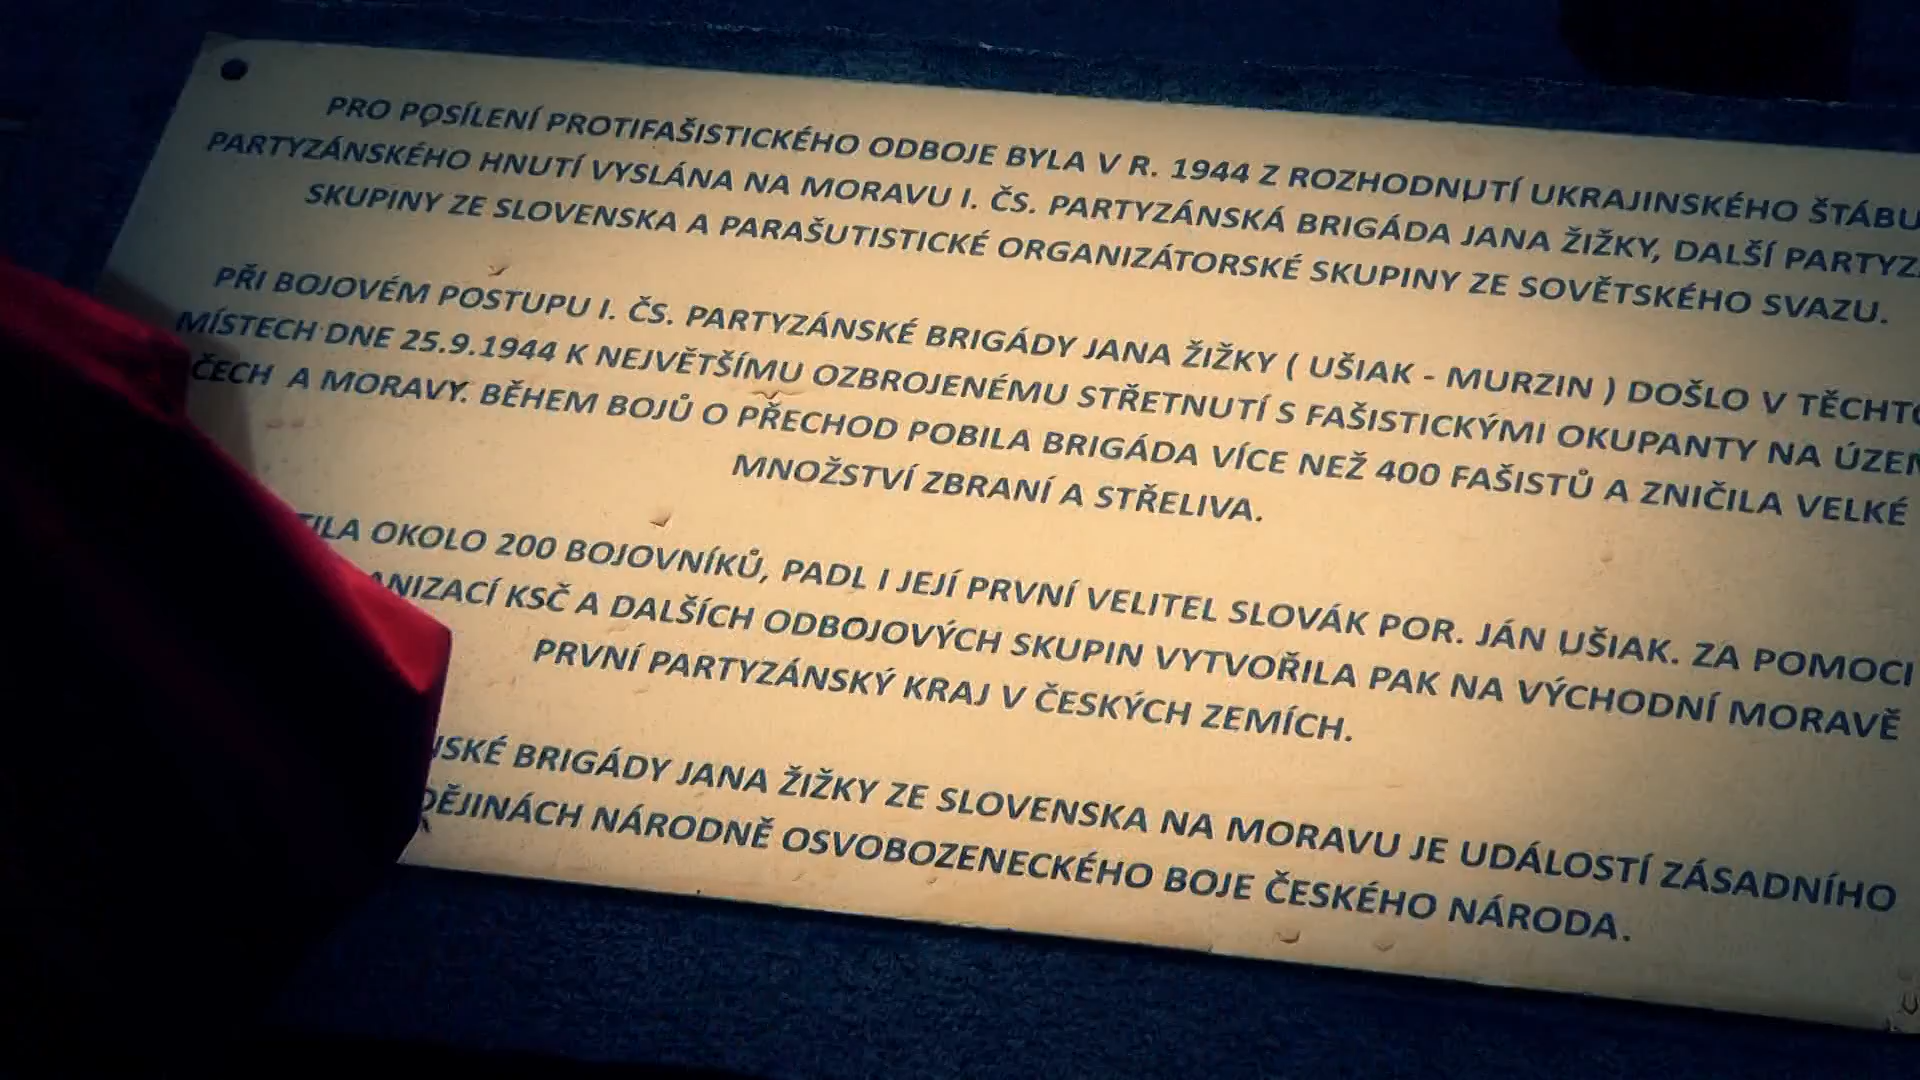 PRO POSÍLENÍ PROTIFAŠISTICKÉHO ODBOJE BYLA V R. 1944 Z ROZHODNUTÍ UKRAJINSKÉHO ŠTÁBU
PARTYZÁNSKÉHO HNUTÍ VYSLÁNA NA MORAVU I. ČS. PARTYZÁNSKÁ BRIGÁDA JANA ŽIŽKY, DALŠÍ
SKUPINY ZE SLOVENSKA A PARAŠUTISTICKÉ ORGANIZÁTORSKÉ SKUPINY ZE SOVĚTSKÉHO SVAZU.
PŘI BOJOVÉM POSTUPU I. ČS. PARTYZÁNSKÉ BRIGÁDY JANA ŽIŽKY ( UŠIAK - MURZIN ) DOŠLO V TĚCHTO
MÍSTECH DNE 25.9.1944 K NEJVĚTŠÍMU OZBROJENÉMU STŘETNUTÍ S FAŠISTICKÝMI OKUPANTY NA
ČECH A MORAVY. BĚHEM BOJŮ O PŘECHOD POBILA BRIGÁDA VÍCE NEŽ 400 FAŠISTŮ A ZNIČILA VELKÉ
MNOŽSTVÍ ZBRANÍ A STŘELIVA.
OKOLO 200 BOJOVNÍKŮ, PADL I JEJÍ PRVNÍ VELITEL SLOVÁK POR. JÁN UŠIAK. ZA POMOCI
KSČ A DALŠÍCH ODBOJOVÝCH SKUPIN VYTVOŘILA PAK NA VÝCHODNÍ MORAVĚ
PRVNÍ PARTYZÁNSKÝ KRAJ V ČESKÝCH ZEMÍCH.
BRIGÁDY JANA ŽIŽKY ZE SLOVENSKA NA MORAVU JE UDÁLOSTÍ ZÁSADNÍHO
DĚJINÁCH NÁRODNĚ OSVOBOZENECKÉHO BOJE ČESKÉHO NÁRODA.